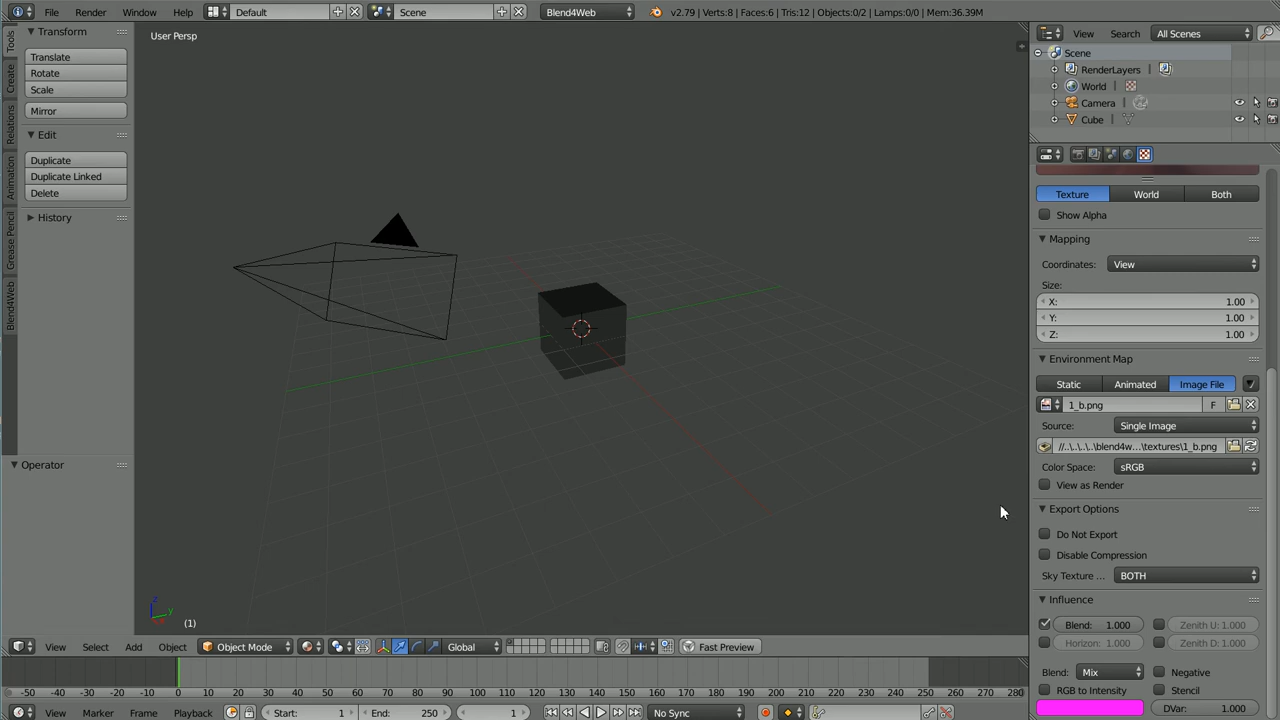 File Render Window Help Default Scene Blend4Web v2.79 | Verts:8 | Faces:6 | Tris:12 | Objects:0/2 | Lamps:0/0 | Mem:36.39M
Tools
Create
Relations
Animation
Grease Pencil
Blend4Web
Transform
Translate
Rotate
Scale
Mirror
Edit
Duplicate
Duplicate Linked
Delete
History
Operator
User Persp
z
y
(1)
View Search All Scenes
Scene
RenderLayers
World
Camera
Cube
Texture World Both
Show Alpha
Mapping
Coordinates: View
Size:
X: 1.00
Y: 1.00
Z: 1.00
Environment Map
Static Animated Image File
1_b.png F
Source: Single Image
//..\..\..\..\blend4w...\textures\1_b.png
Color Space: sRGB
View as Render
Export Options
Do Not Export
Disable Compression
Sky Texture ... BOTH
Influence
Blend: 1.000 Zenith U: 1.000
Horizon: 1.000 Zenith D: 1.000
Blend: Mix Negative
RGB to Intensity Stencil
DVar: 1.000
View Select Add Object Object Mode Global Fast Preview
-50 -40 -30 -20 -10 0 10 20 30 40 50 60 70 80 90 100 110 120 130 140 150 160 170 180 190 200 210 220 230 240 250 260 270 280
View Marker Frame Playback Start: 1 End: 250 1 No Sync